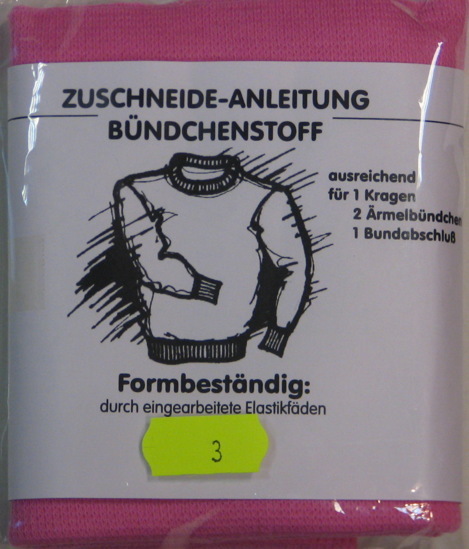 ZUSCHNEIDE-ANLEITUNG
BÜNDCHENSTOFF
ausreichend
für 1 Kragen
2 Ärmelbündchen
1 Bundabschluß
Formbeständig:
durch eingearbeitete Elastikfäden
3